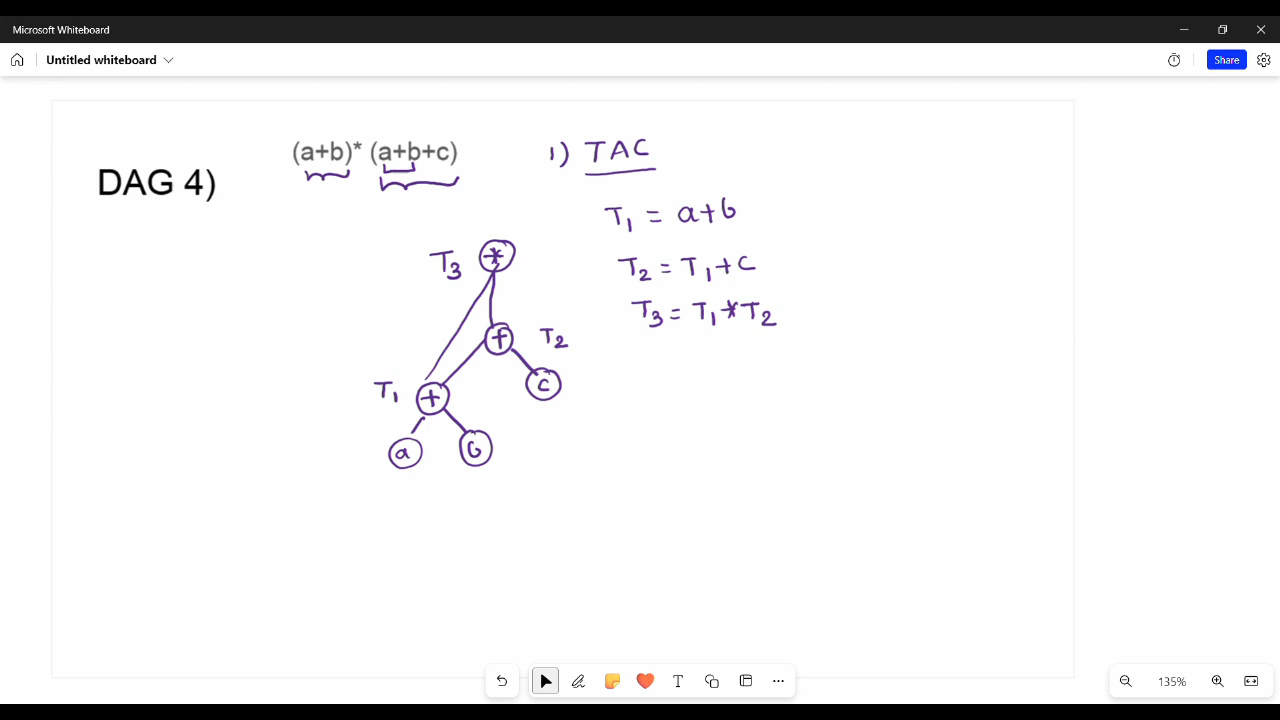 Microsoft Whiteboard
Untitled whiteboard
Share
DAG 4)
(a+b)* (a+b+c)
1) TAC
T1 = a+b
T2 = T1+c
T3 = T1*T2
T3 *
+ T2
T1 + c
a b
135%